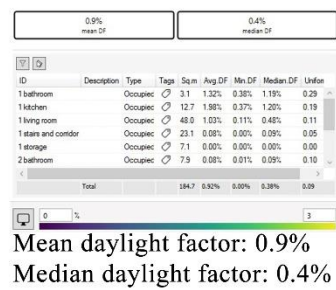 0.9%
mean DF
0.4%
median DF
ID Description Type Tags Sq.m Avg.DF Min.DF Median.DF Unifor
1 bathroom Occupied 3.1 1.32% 0.38% 1.19% 0.29
1 kitchen Occupied 12.7 1.98% 0.37% 1.20% 0.19
1 living room Occupied 48.0 1.03% 0.11% 0.48% 0.11
1 stairs and corridor Occupied 23.1 0.08% 0.00% 0.09% 0.05
1 storage Occupied 7.1 0.00% 0.00% 0.00% 0.00
2 bathroom Occupied 7.9 0.08% 0.01% 0.09% 0.10
Total 184.7 0.92% 0.00% 0.38% 0.09
0 % 3
Mean daylight factor: 0.9%
Median daylight factor: 0.4%